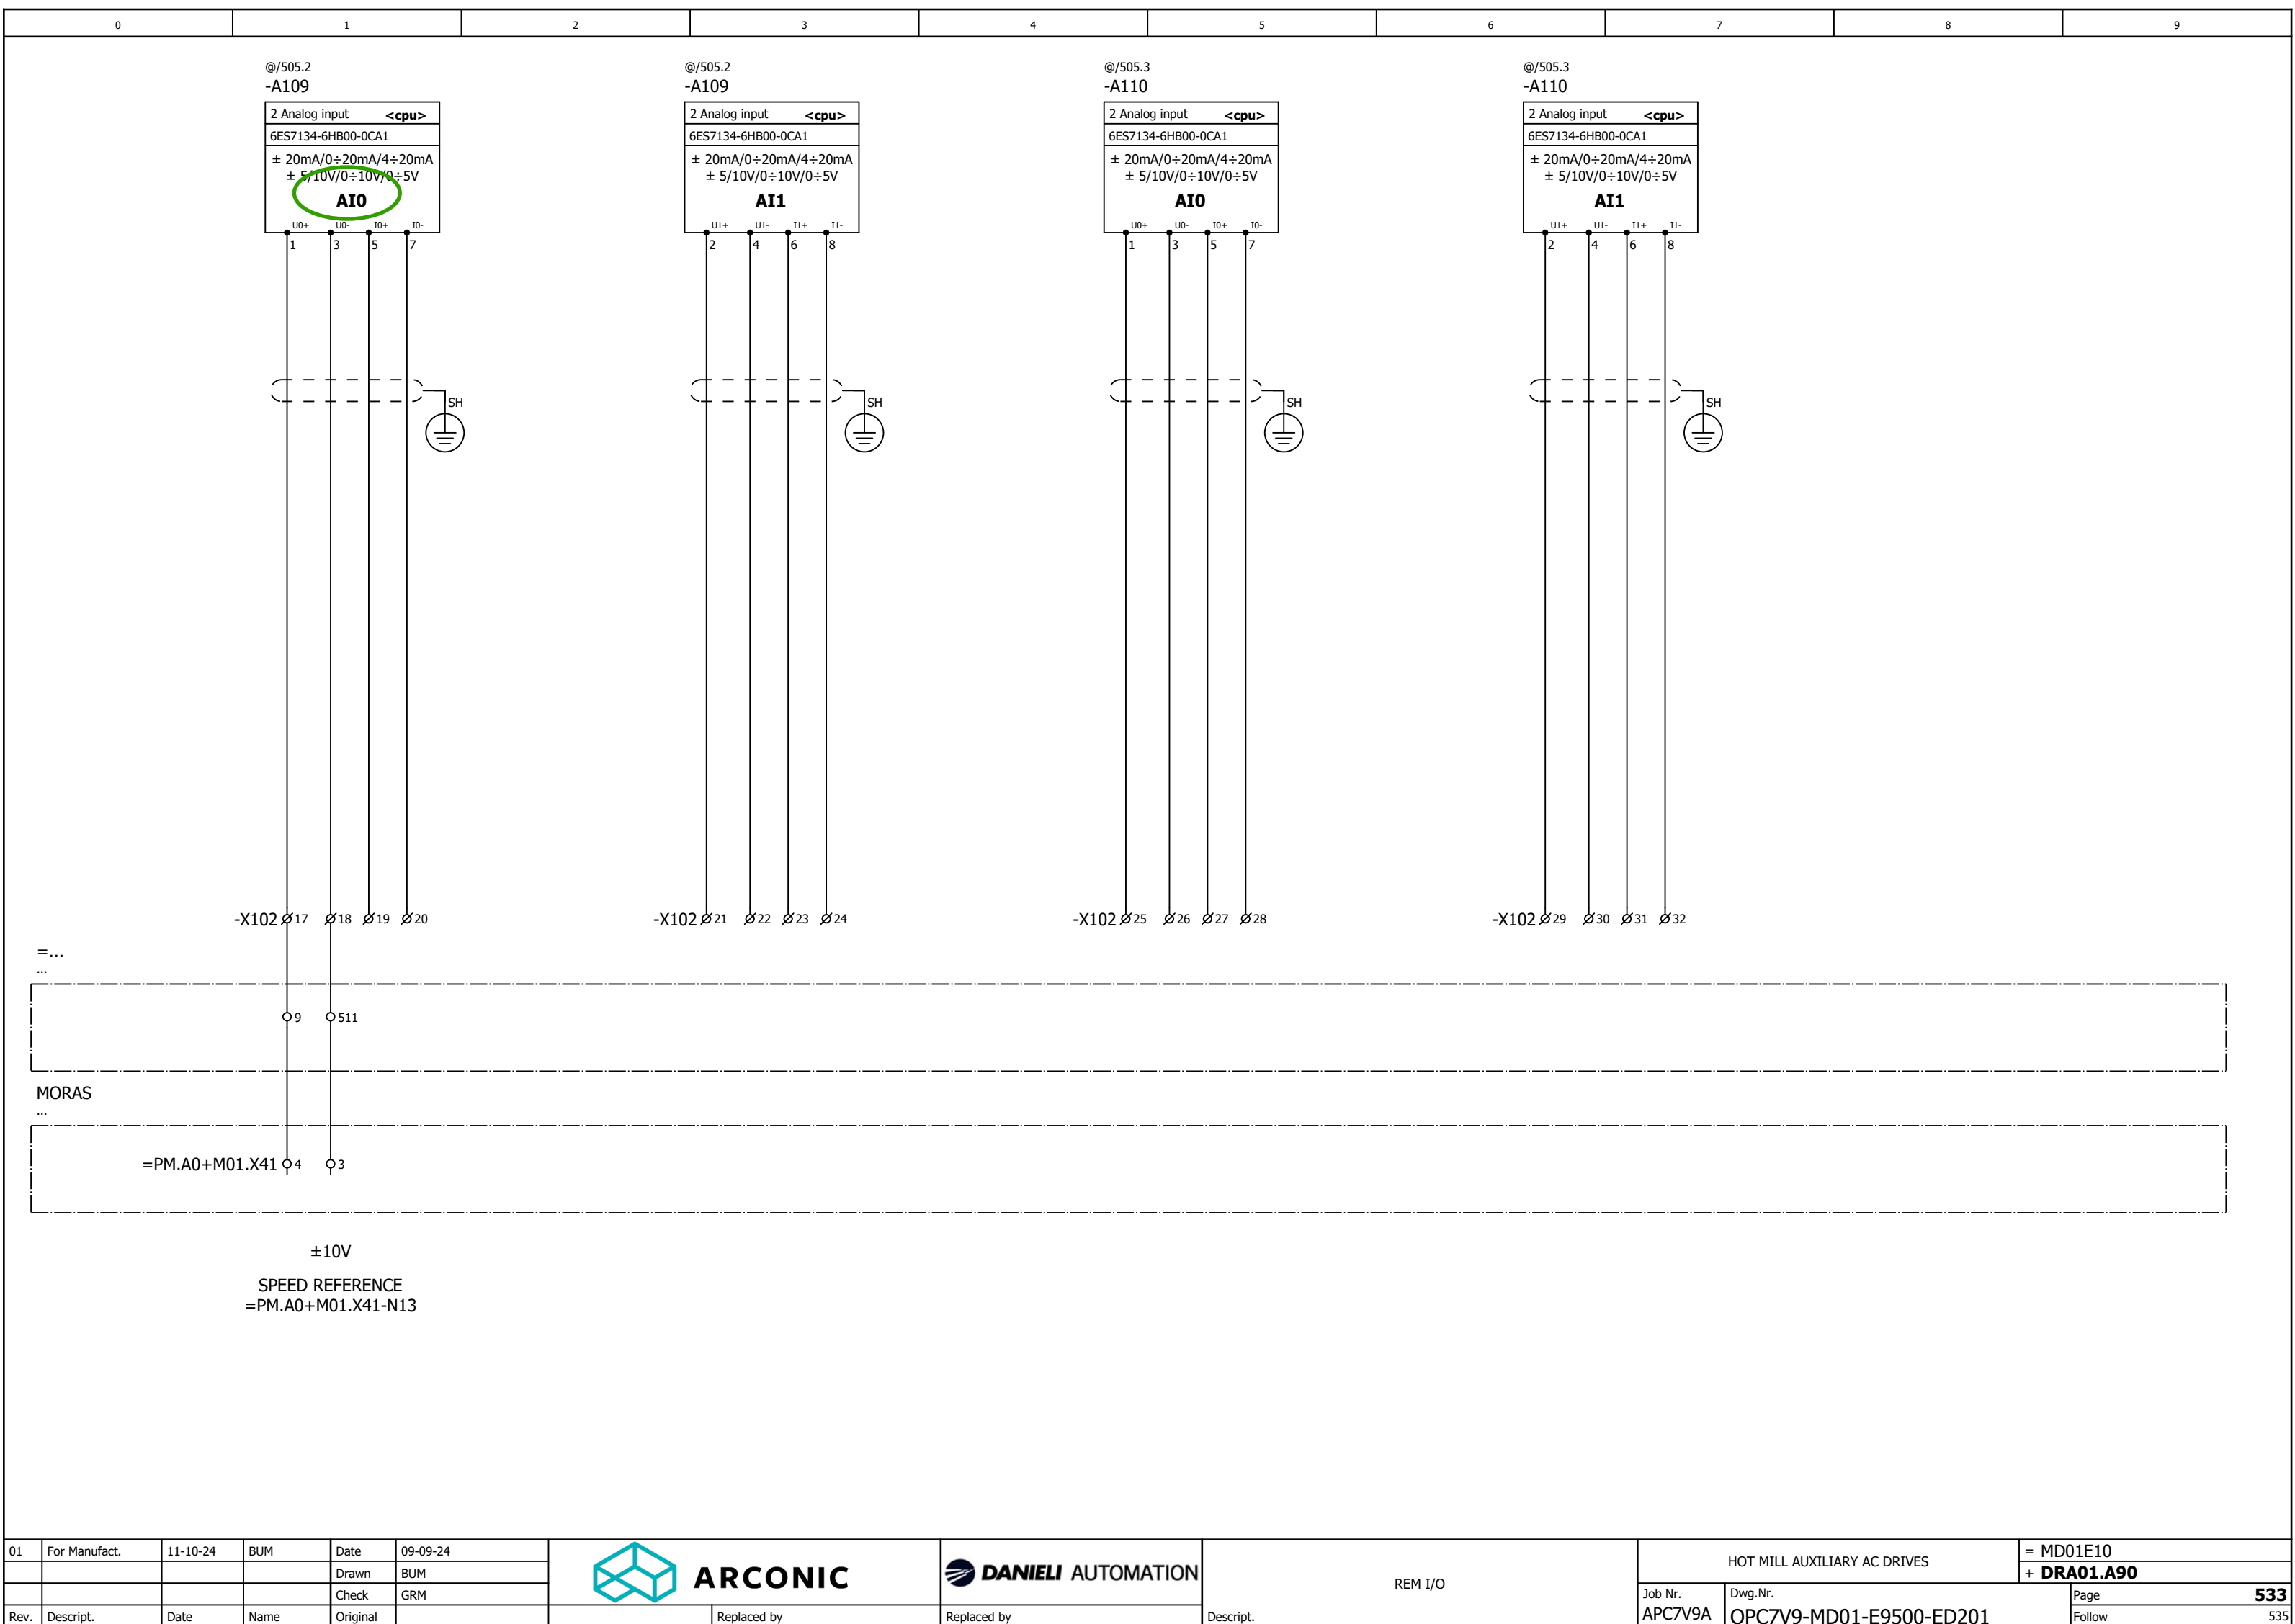 0 1 2 3 4 5 6 7 8 9
@/505.2 @/505.2 @/505.3 @/505.3
-A109 -A109 -A110 -A110
2 Analog input <cpu> 2 Analog input <cpu> 2 Analog input <cpu> 2 Analog input <cpu>
6ES7134-6HB00-0CA1 6ES7134-6HB00-0CA1 6ES7134-6HB00-0CA1 6ES7134-6HB00-0CA1
± 20mA/0÷20mA/4÷20mA ± 20mA/0÷20mA/4÷20mA ± 20mA/0÷20mA/4÷20mA ± 20mA/0÷20mA/4÷20mA
± 5/10V/0÷10V/0÷5V ± 5/10V/0÷10V/0÷5V ± 5/10V/0÷10V/0÷5V ± 5/10V/0÷10V/0÷5V
AI0 AI1 AI0 AI1
U0+ U0- I0+ I0- U1+ U1- I1+ I1- U0+ U0- I0+ I0- U1+ U1- I1+ I1-
1 3 5 7 2 4 6 8 1 3 5 7 2 4 6 8
SH SH SH SH
-X102 17 18 19 20 -X102 21 22 23 24 -X102 25 26 27 28 -X102 29 30 31 32
=...
...
9 511
MORAS
...
=PM.A0+M01.X41 4 3
±10V
SPEED REFERENCE
=PM.A0+M01.X41-N13
01 For Manufact. 11-10-24 BUM Date 09-09-24
Drawn BUM
Check GRM
Rev. Descript. Date Name Original
ARCONIC
Replaced by
DANIELI AUTOMATION
Replaced by
REM I/O
Descript.
HOT MILL AUXILIARY AC DRIVES
= MD01E10
+ DRA01.A90
Job Nr. Dwg.Nr. Page 533
APC7V9A OPC7V9-MD01-E9500-ED201 Follow 535